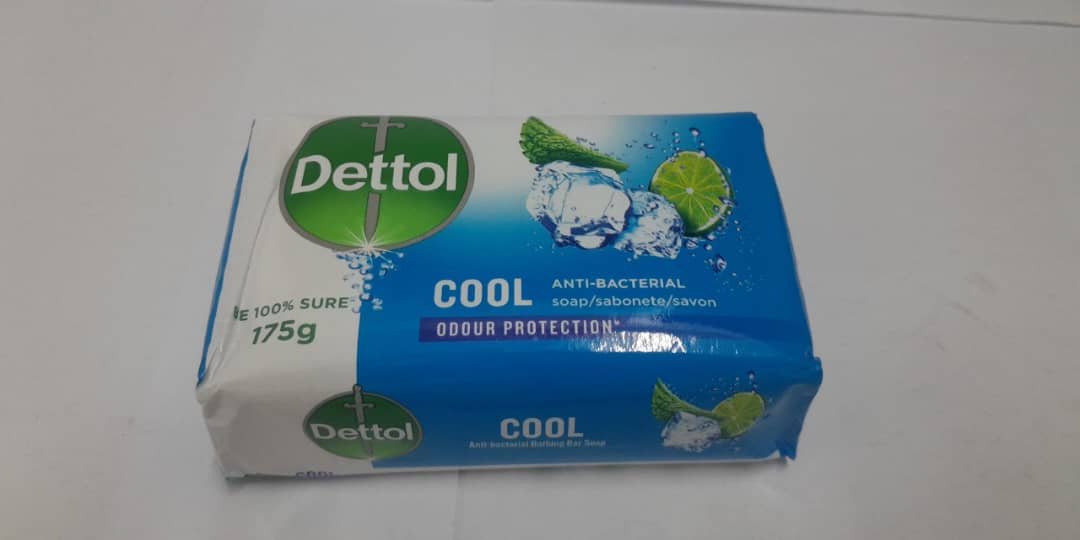 Dettol
COOL
ANTI-BACTERIAL
soap/sabonete/savon
ODOUR PROTECTION
100% SURE
175g
Dettol
COOL
Anti-bacterial Bathing Bar Soap
COOL